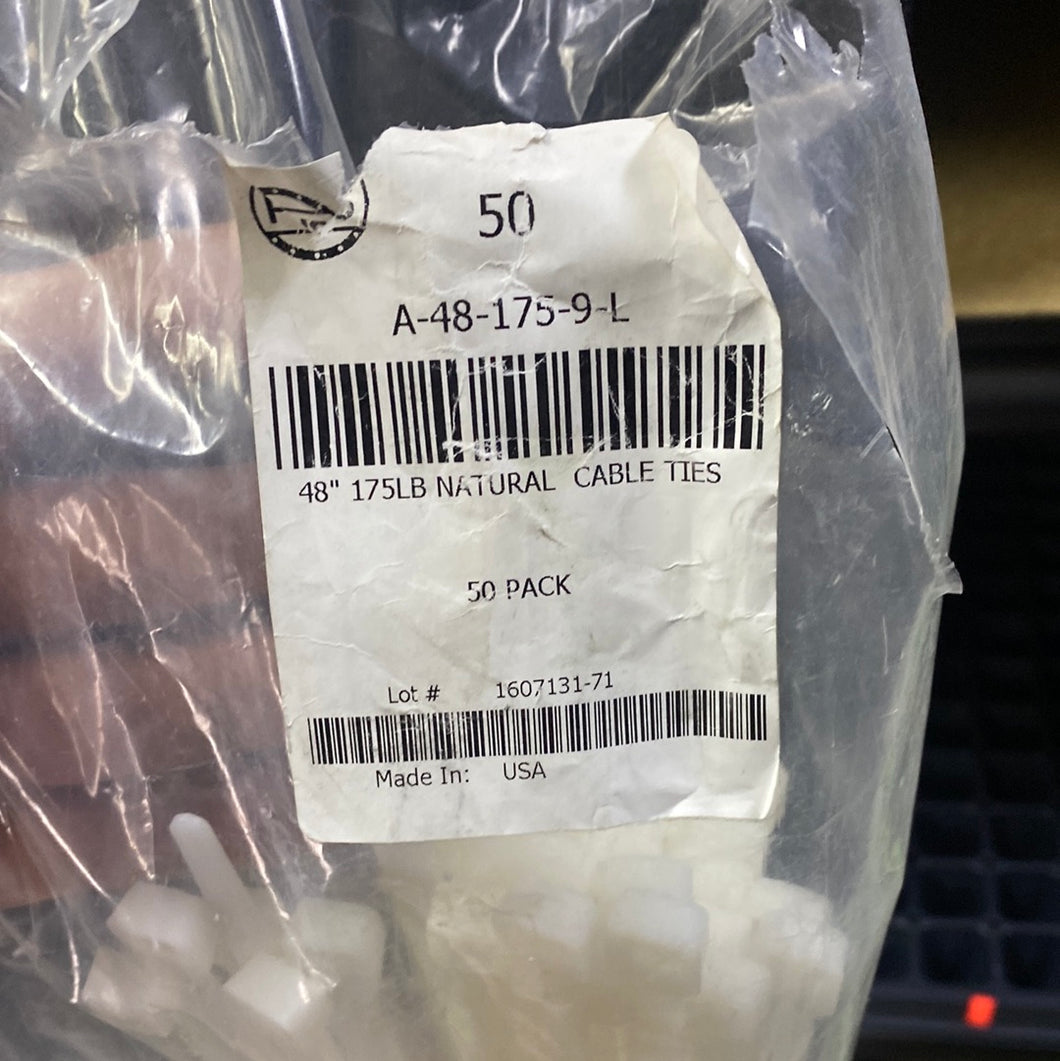 50
A-48-175-9-L
48" 175LB NATURAL CABLE TIES
50 PACK
Lot # 1607131-71
Made In: USA